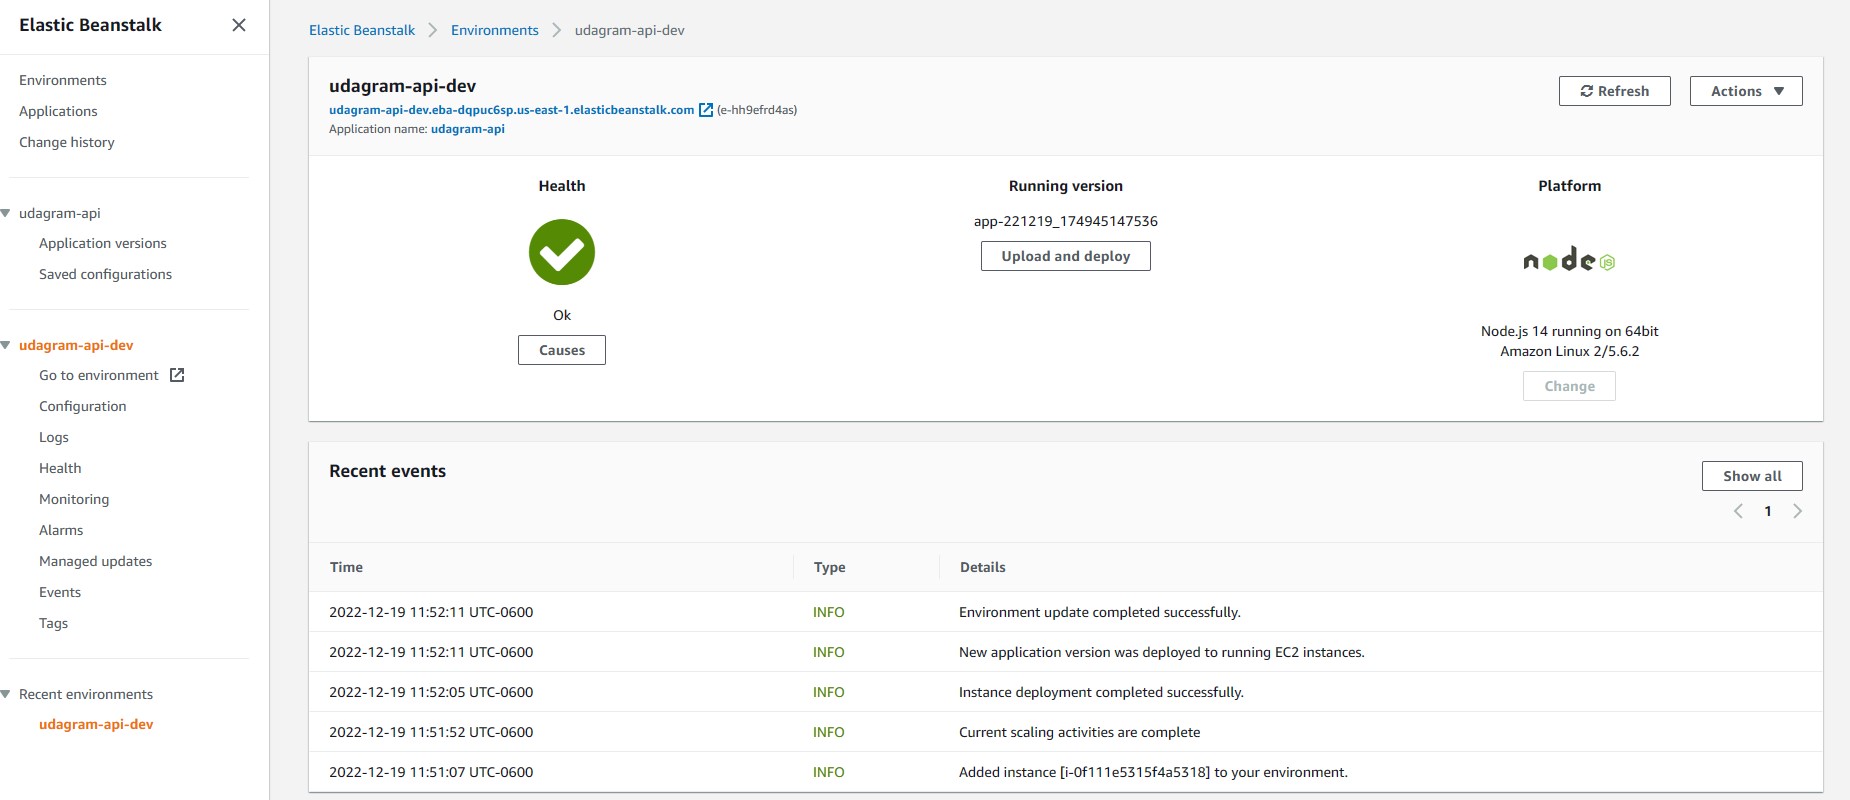 Elastic Beanstalk
Environments
Applications
Change history
udagram-api
Application versions
Saved configurations
udagram-api-dev
Go to environment
Configuration
Logs
Health
Monitoring
Alarms
Managed updates
Events
Tags
Recent environments
udagram-api-dev
Elastic Beanstalk Environments udagram-api-dev
udagram-api-dev
udagram-api-dev.eba-dqpuc6sp.us-east-1.elasticbeanstalk.com (e-hh9efrd4as)
Application name: udagram-api
Refresh
Actions
Health
Ok
Causes
Running version
app-221219_174945147536
Upload and deploy
Platform
node JS
Node.js 14 running on 64bit
Amazon Linux 2/5.6.2
Change
Recent events
Show all
1
Time Type Details
2022-12-19 11:52:11 UTC-0600 INFO Environment update completed successfully.
2022-12-19 11:52:11 UTC-0600 INFO New application version was deployed to running EC2 instances.
2022-12-19 11:52:05 UTC-0600 INFO Instance deployment completed successfully.
2022-12-19 11:51:52 UTC-0600 INFO Current scaling activities are complete
2022-12-19 11:51:07 UTC-0600 INFO Added instance [i-0f111e5315f4a5318] to your environment.